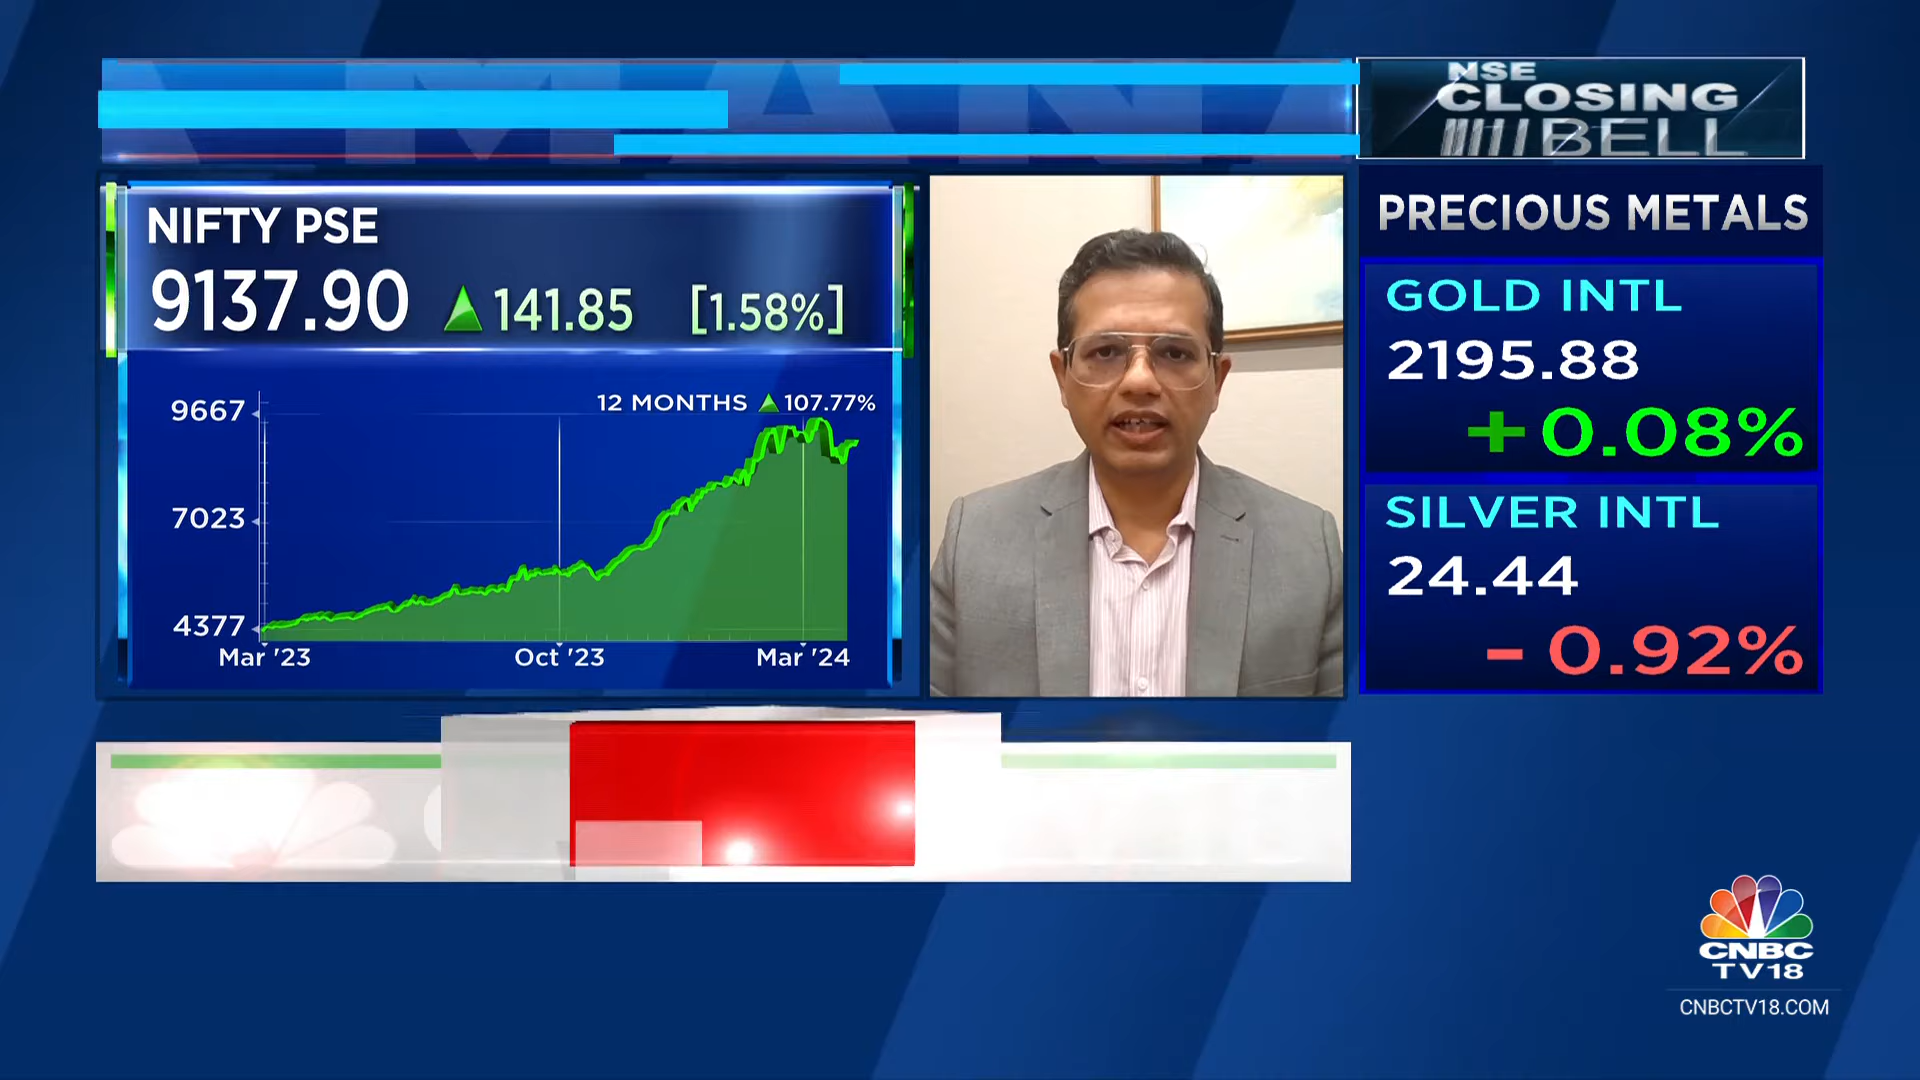 NSE
CLOSING
BELL
NIFTY PSE
9137.90 141.85 [1.58%]
12 MONTHS 107.77%
9667
7023
4377
Mar '23 Oct '23 Mar '24
PRECIOUS METALS
GOLD INTL
2195.88
+0.08%
SILVER INTL
24.44
- 0.92%
CNBC
TV18
CNBCTV18.COM